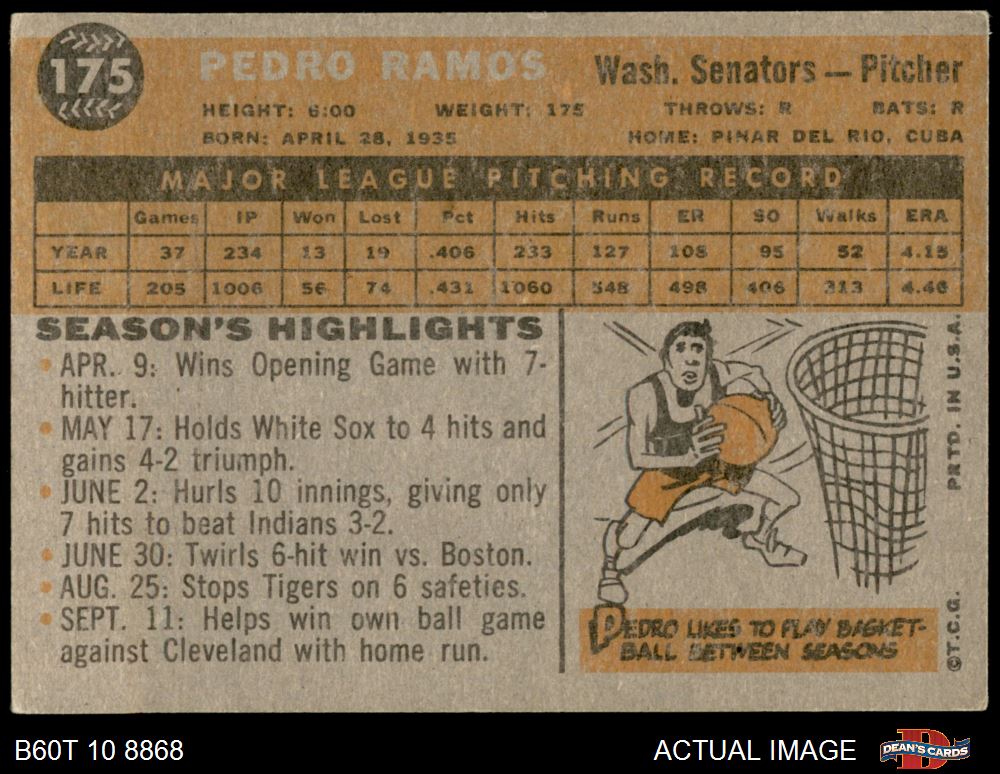 175
PEDRO RAMOS
Wash. Senators — Pitcher
HEIGHT: 6:00 WEIGHT: 175 THROWS: R BATS: R
BORN: APRIL 28, 1935 HOME: PINAR DEL RIO, CUBA
MAJOR LEAGUE PITCHING RECORD
Games IP Won Lost Pct Hits Runs ER SO Walks ERA
YEAR 37 234 13 19 .406 233 127 108 95 52 4.15
LIFE 205 1006 56 74 .431 1060 548 498 406 313 4.46
SEASON'S HIGHLIGHTS
• APR. 9: Wins Opening Game with 7-
hitter.
• MAY 17: Holds White Sox to 4 hits and
gains 4-2 triumph.
• JUNE 2: Hurls 10 innings, giving only
7 hits to beat Indians 3-2.
• JUNE 30: Twirls 6-hit win vs. Boston.
• AUG. 25: Stops Tigers on 6 safeties.
• SEPT. 11: Helps win own ball game
against Cleveland with home run.
PEDRO LIKES TO PLAY BASKET-
BALL BETWEEN SEASONS
©T.C.G. PRTD. IN U.S.A.
B60T 10 8868
ACTUAL IMAGE
DEAN'S CARDS